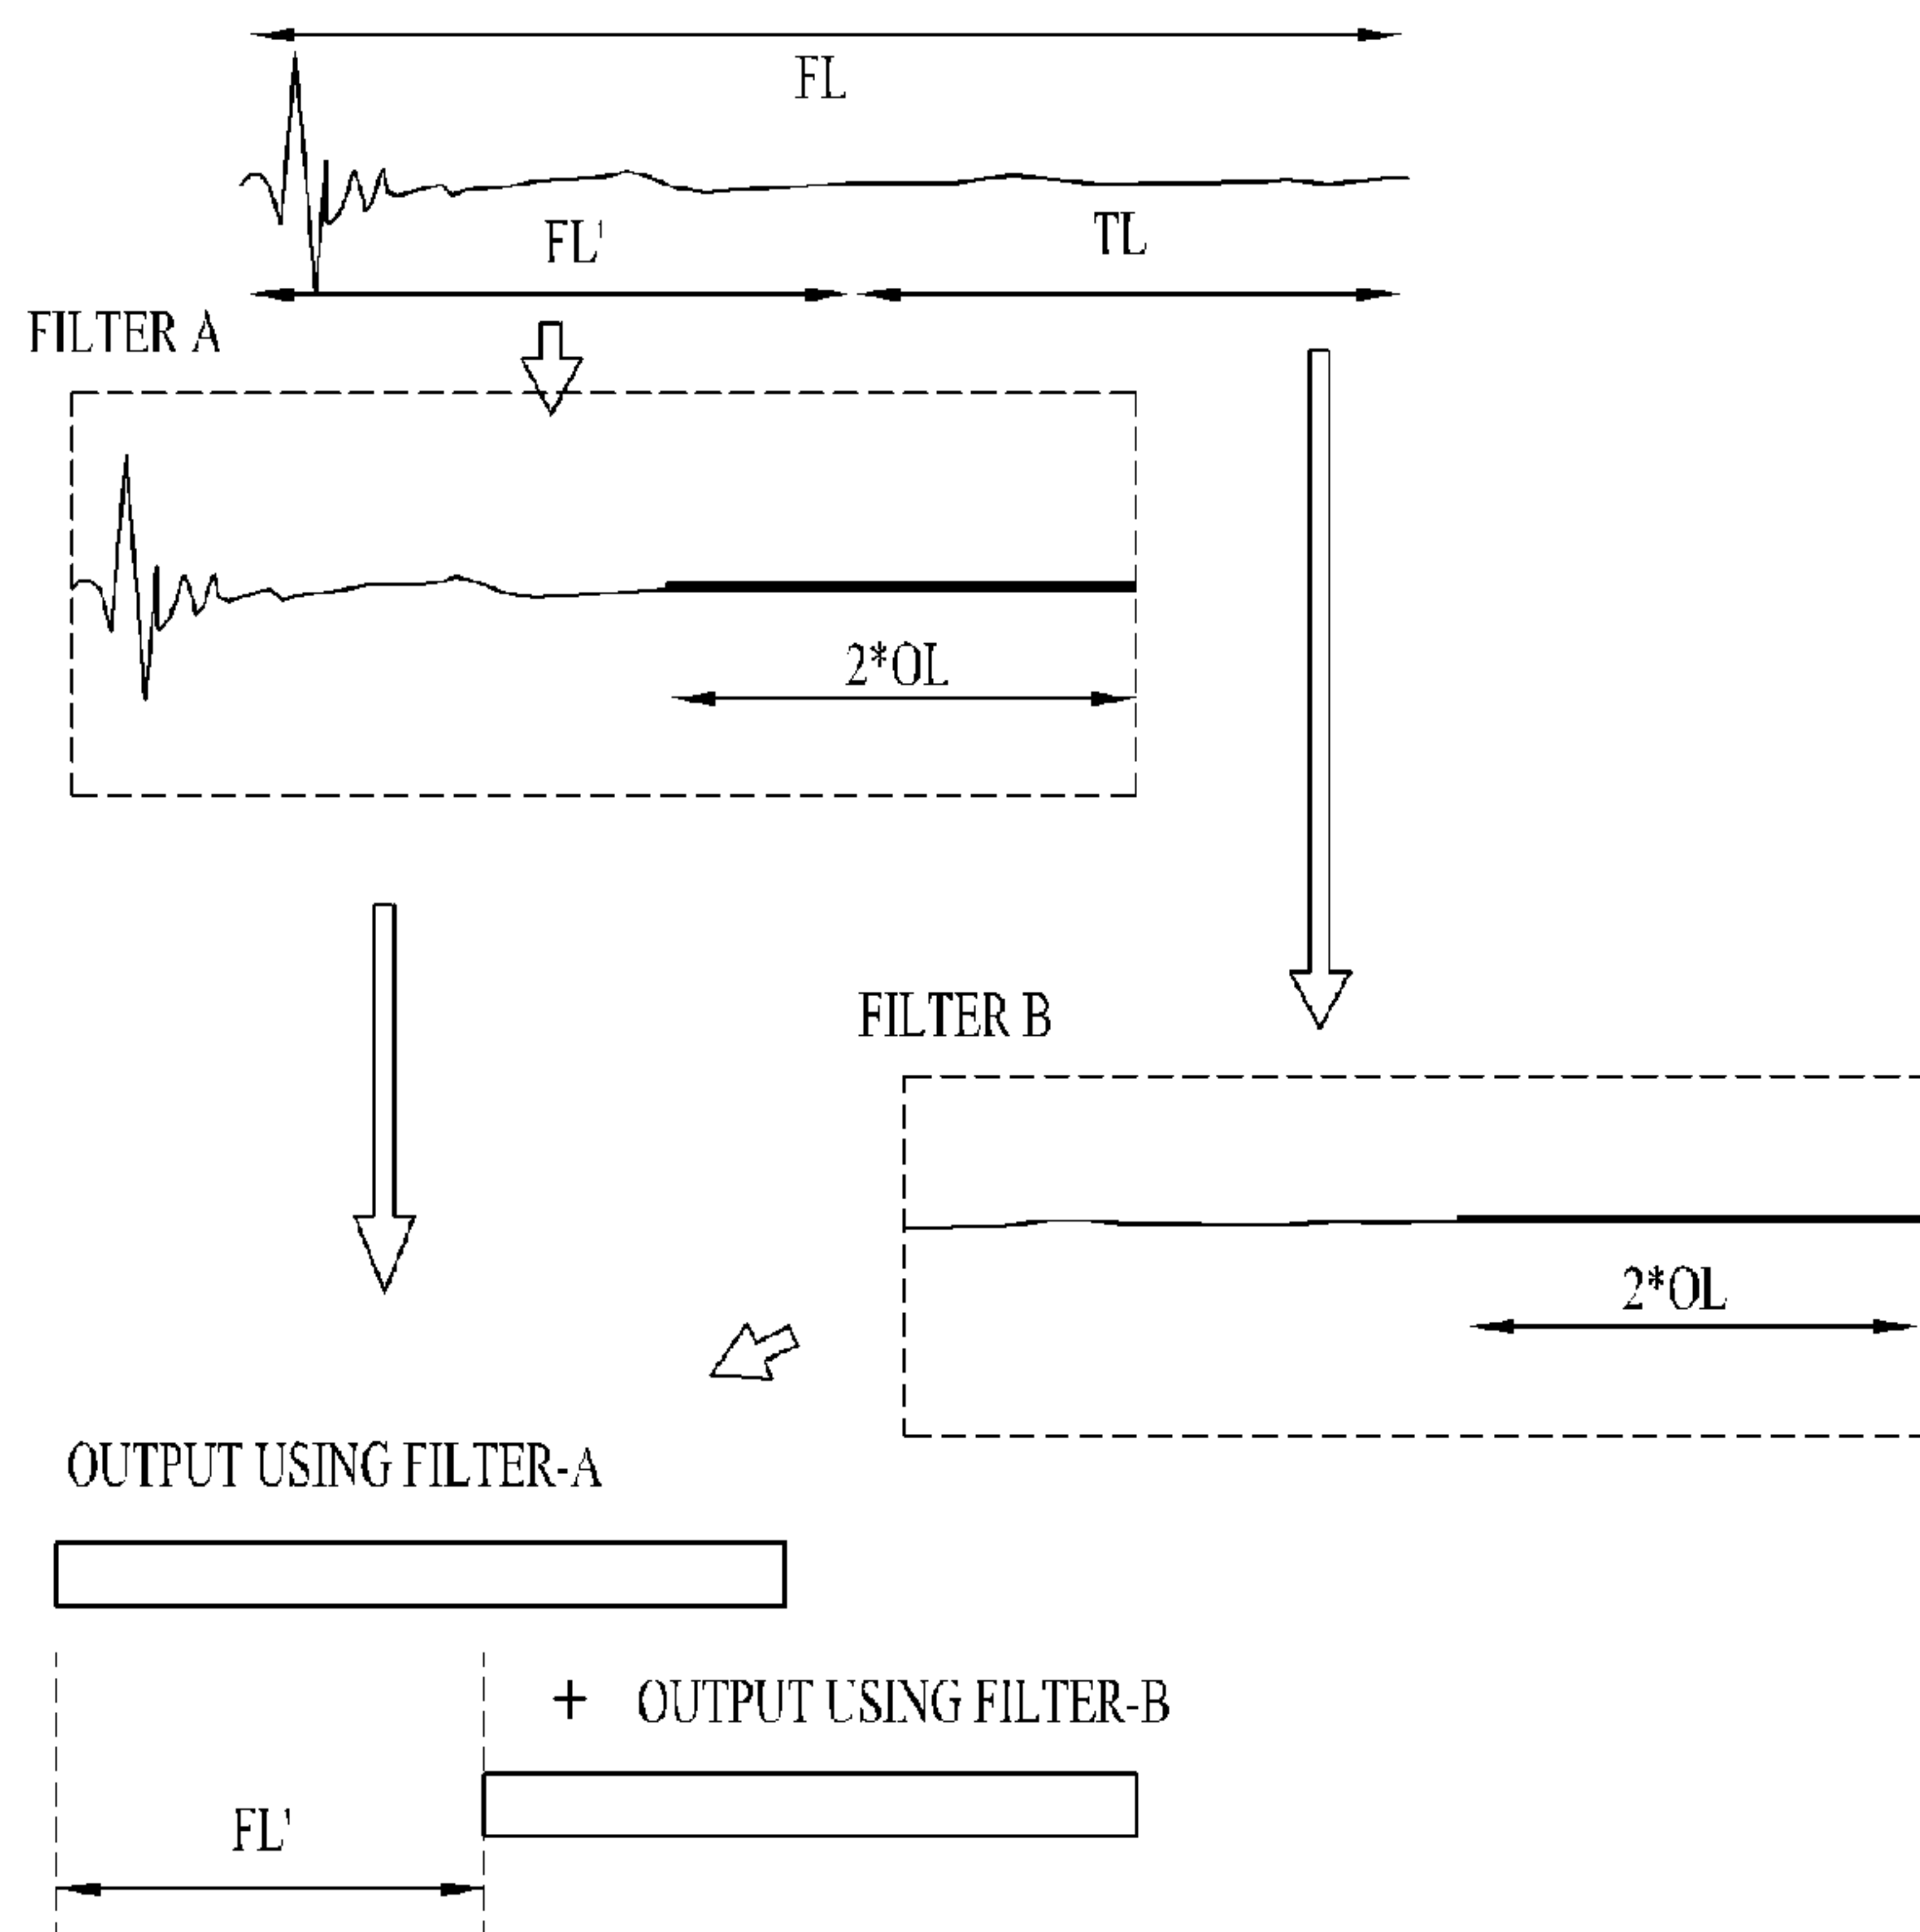 FL
FL'
TL
FILTER A
2*OL
FILTER B
2*OL
OUTPUT USING FILTER-A
+ OUTPUT USING FILTER-B
FL'